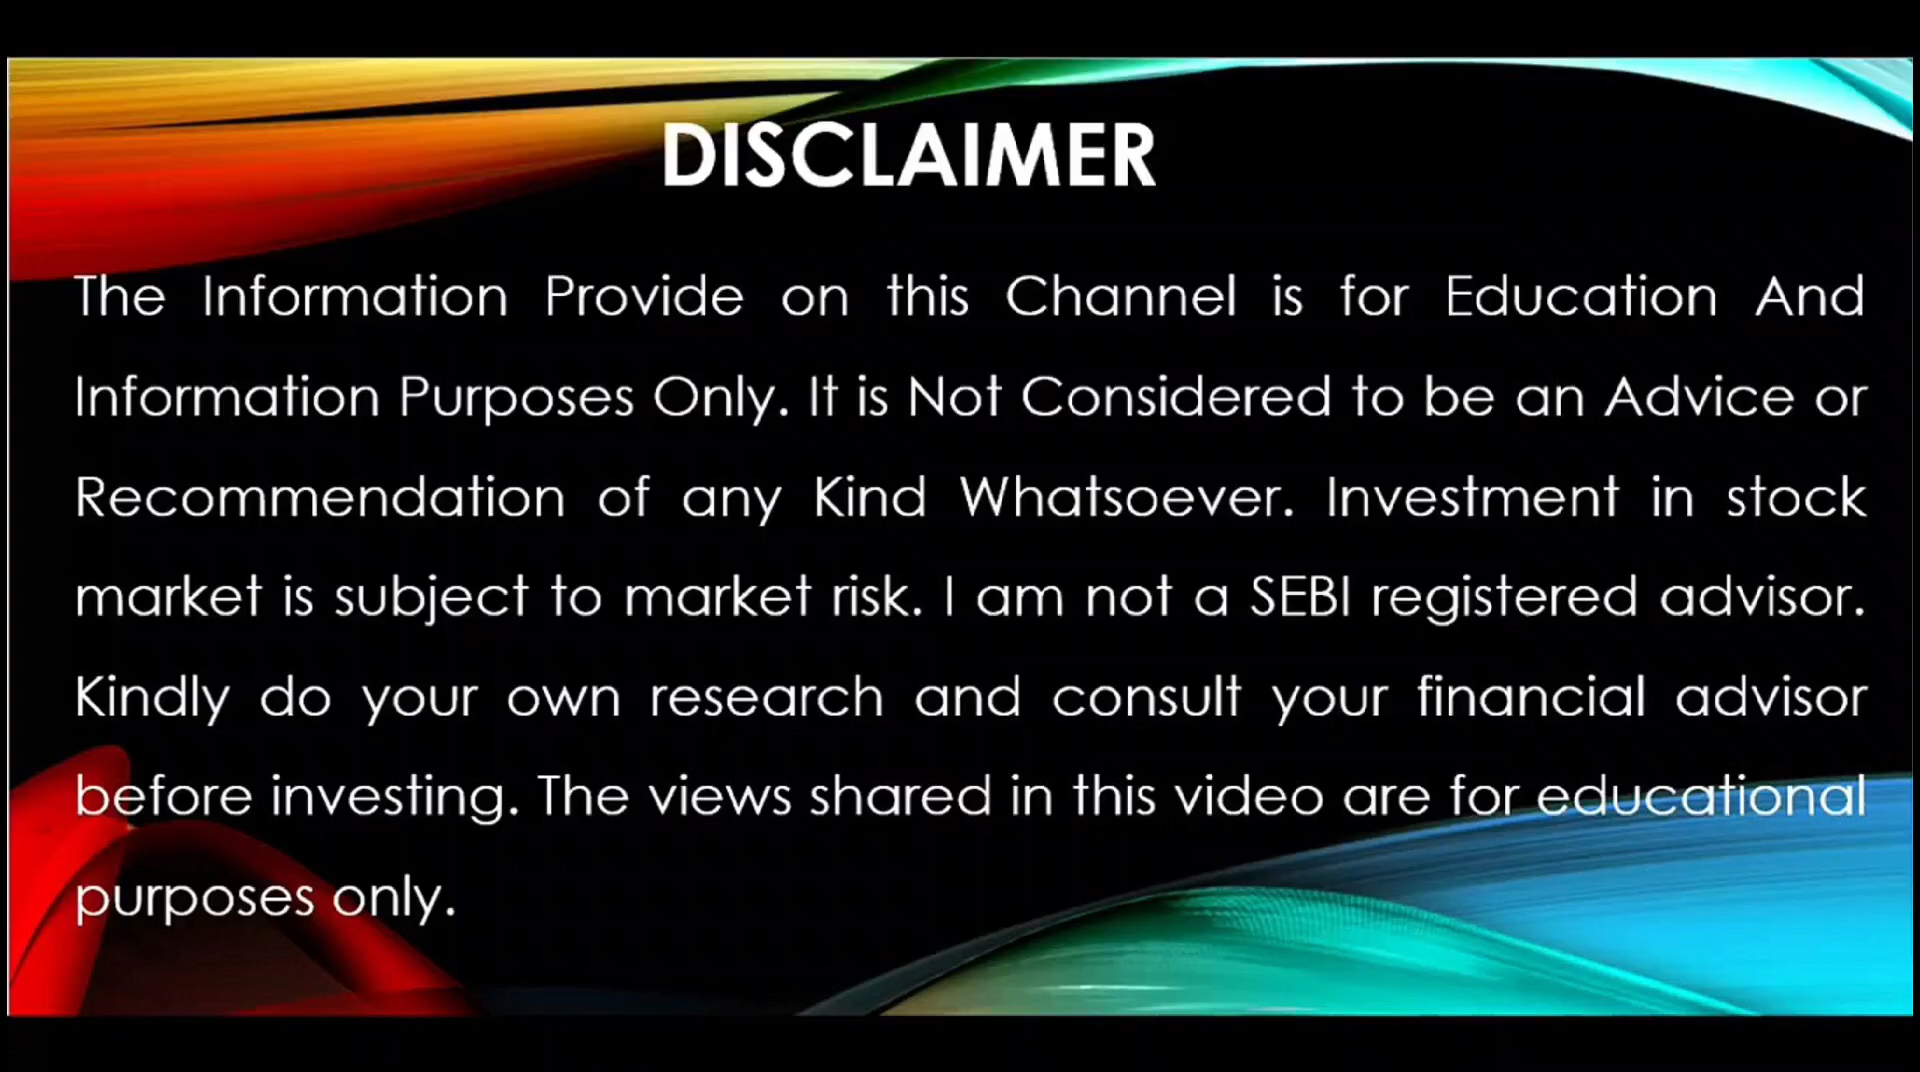 DISCLAIMER
The Information Provide on this Channel is for Education And
Information Purposes Only. It is Not Considered to be an Advice or
Recommendation of any Kind Whatsoever. Investment in stock
market is subject to market risk. I am not a SEBI registered advisor.
Kindly do your own research and consult your financial advisor
before investing. The views shared in this video are for educational
purposes only.